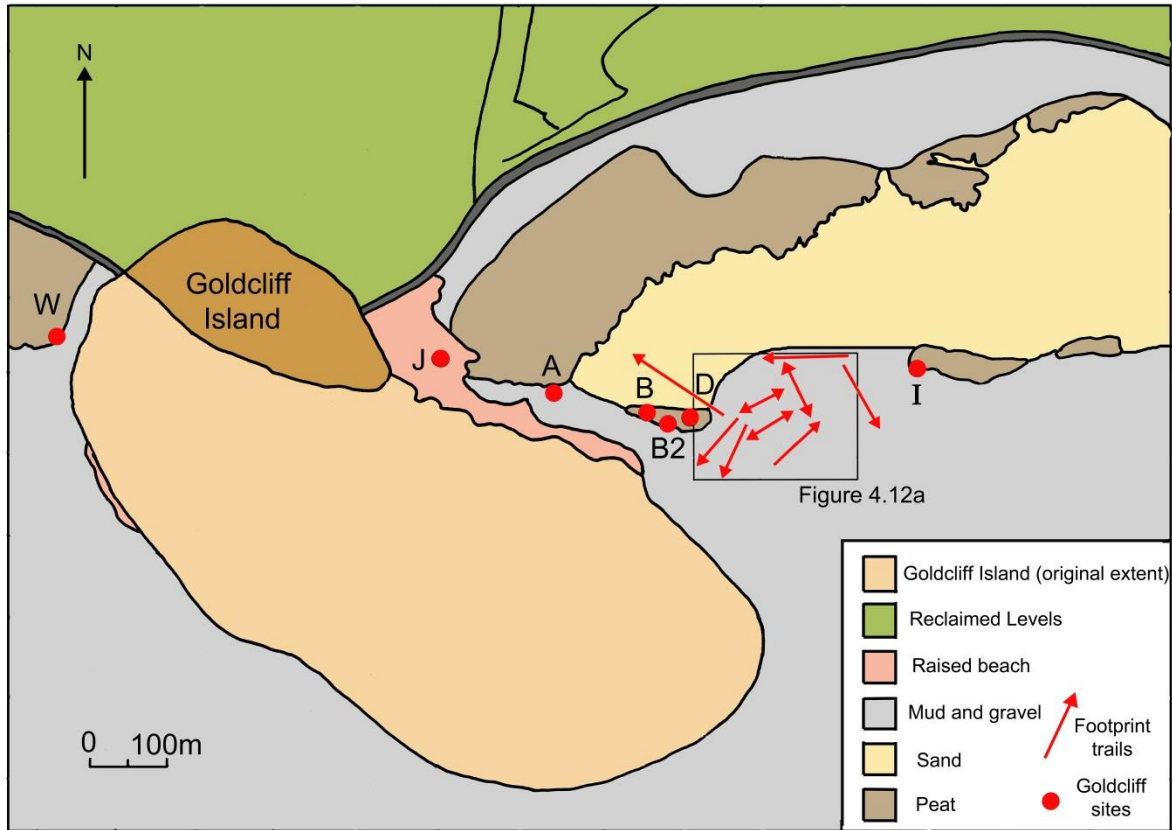 N
Goldcliff
Island
W
J
A
B
D
B2
I
Figure 4.12a
0 100m
Goldcliff Island (original extent)
Reclaimed Levels
Raised beach
Mud and gravel
Sand
Peat
Footprint
trails
Goldcliff
sites